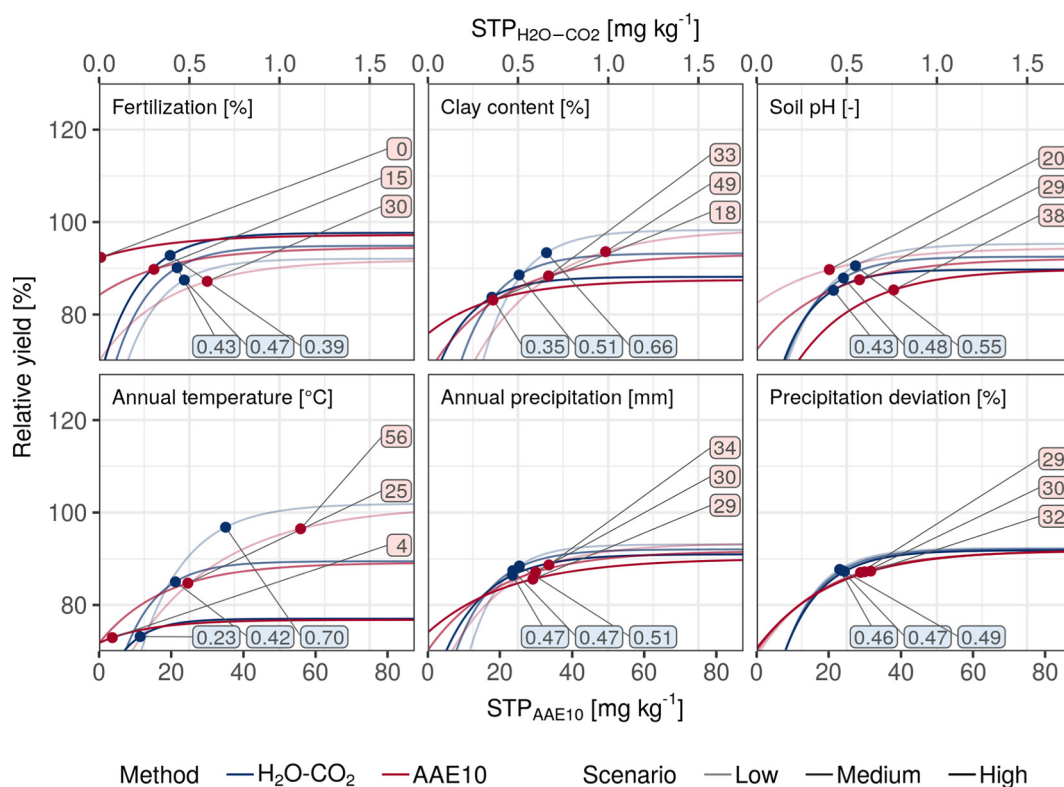 STP_H2O−CO2 [mg kg⁻¹]
0.0 0.5 1.0 1.5 0.0 0.5 1.0 1.5 0.0 0.5 1.0 1.5
Relative yield [%]
Fertilization [%]
120
100
80
0
15
30
0.43 0.47 0.39
Clay content [%]
33
49
18
0.35 0.51 0.66
Soil pH [-]
20
29
38
0.43 0.48 0.55
Annual temperature [°C]
120
100
80
56
25
4
0.23 0.42 0.70
Annual precipitation [mm]
34
30
29
0.47 0.47 0.51
Precipitation deviation [%]
29
30
32
0.46 0.47 0.49
0 20 40 60 80 0 20 40 60 80 0 20 40 60 80
STP_AAE10 [mg kg⁻¹]
Method H₂O-CO₂ AAE10 Scenario Low Medium High